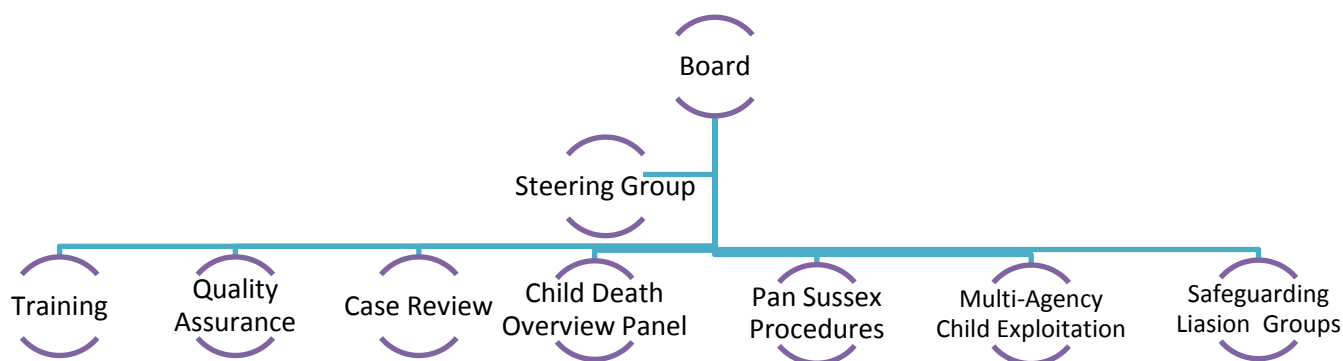 Board
Steering Group
Training
Quality
Assurance
Case Review
Child Death
Overview Panel
Pan Sussex
Procedures
Multi-Agency
Child Exploitation
Safeguarding
Liasion Groups